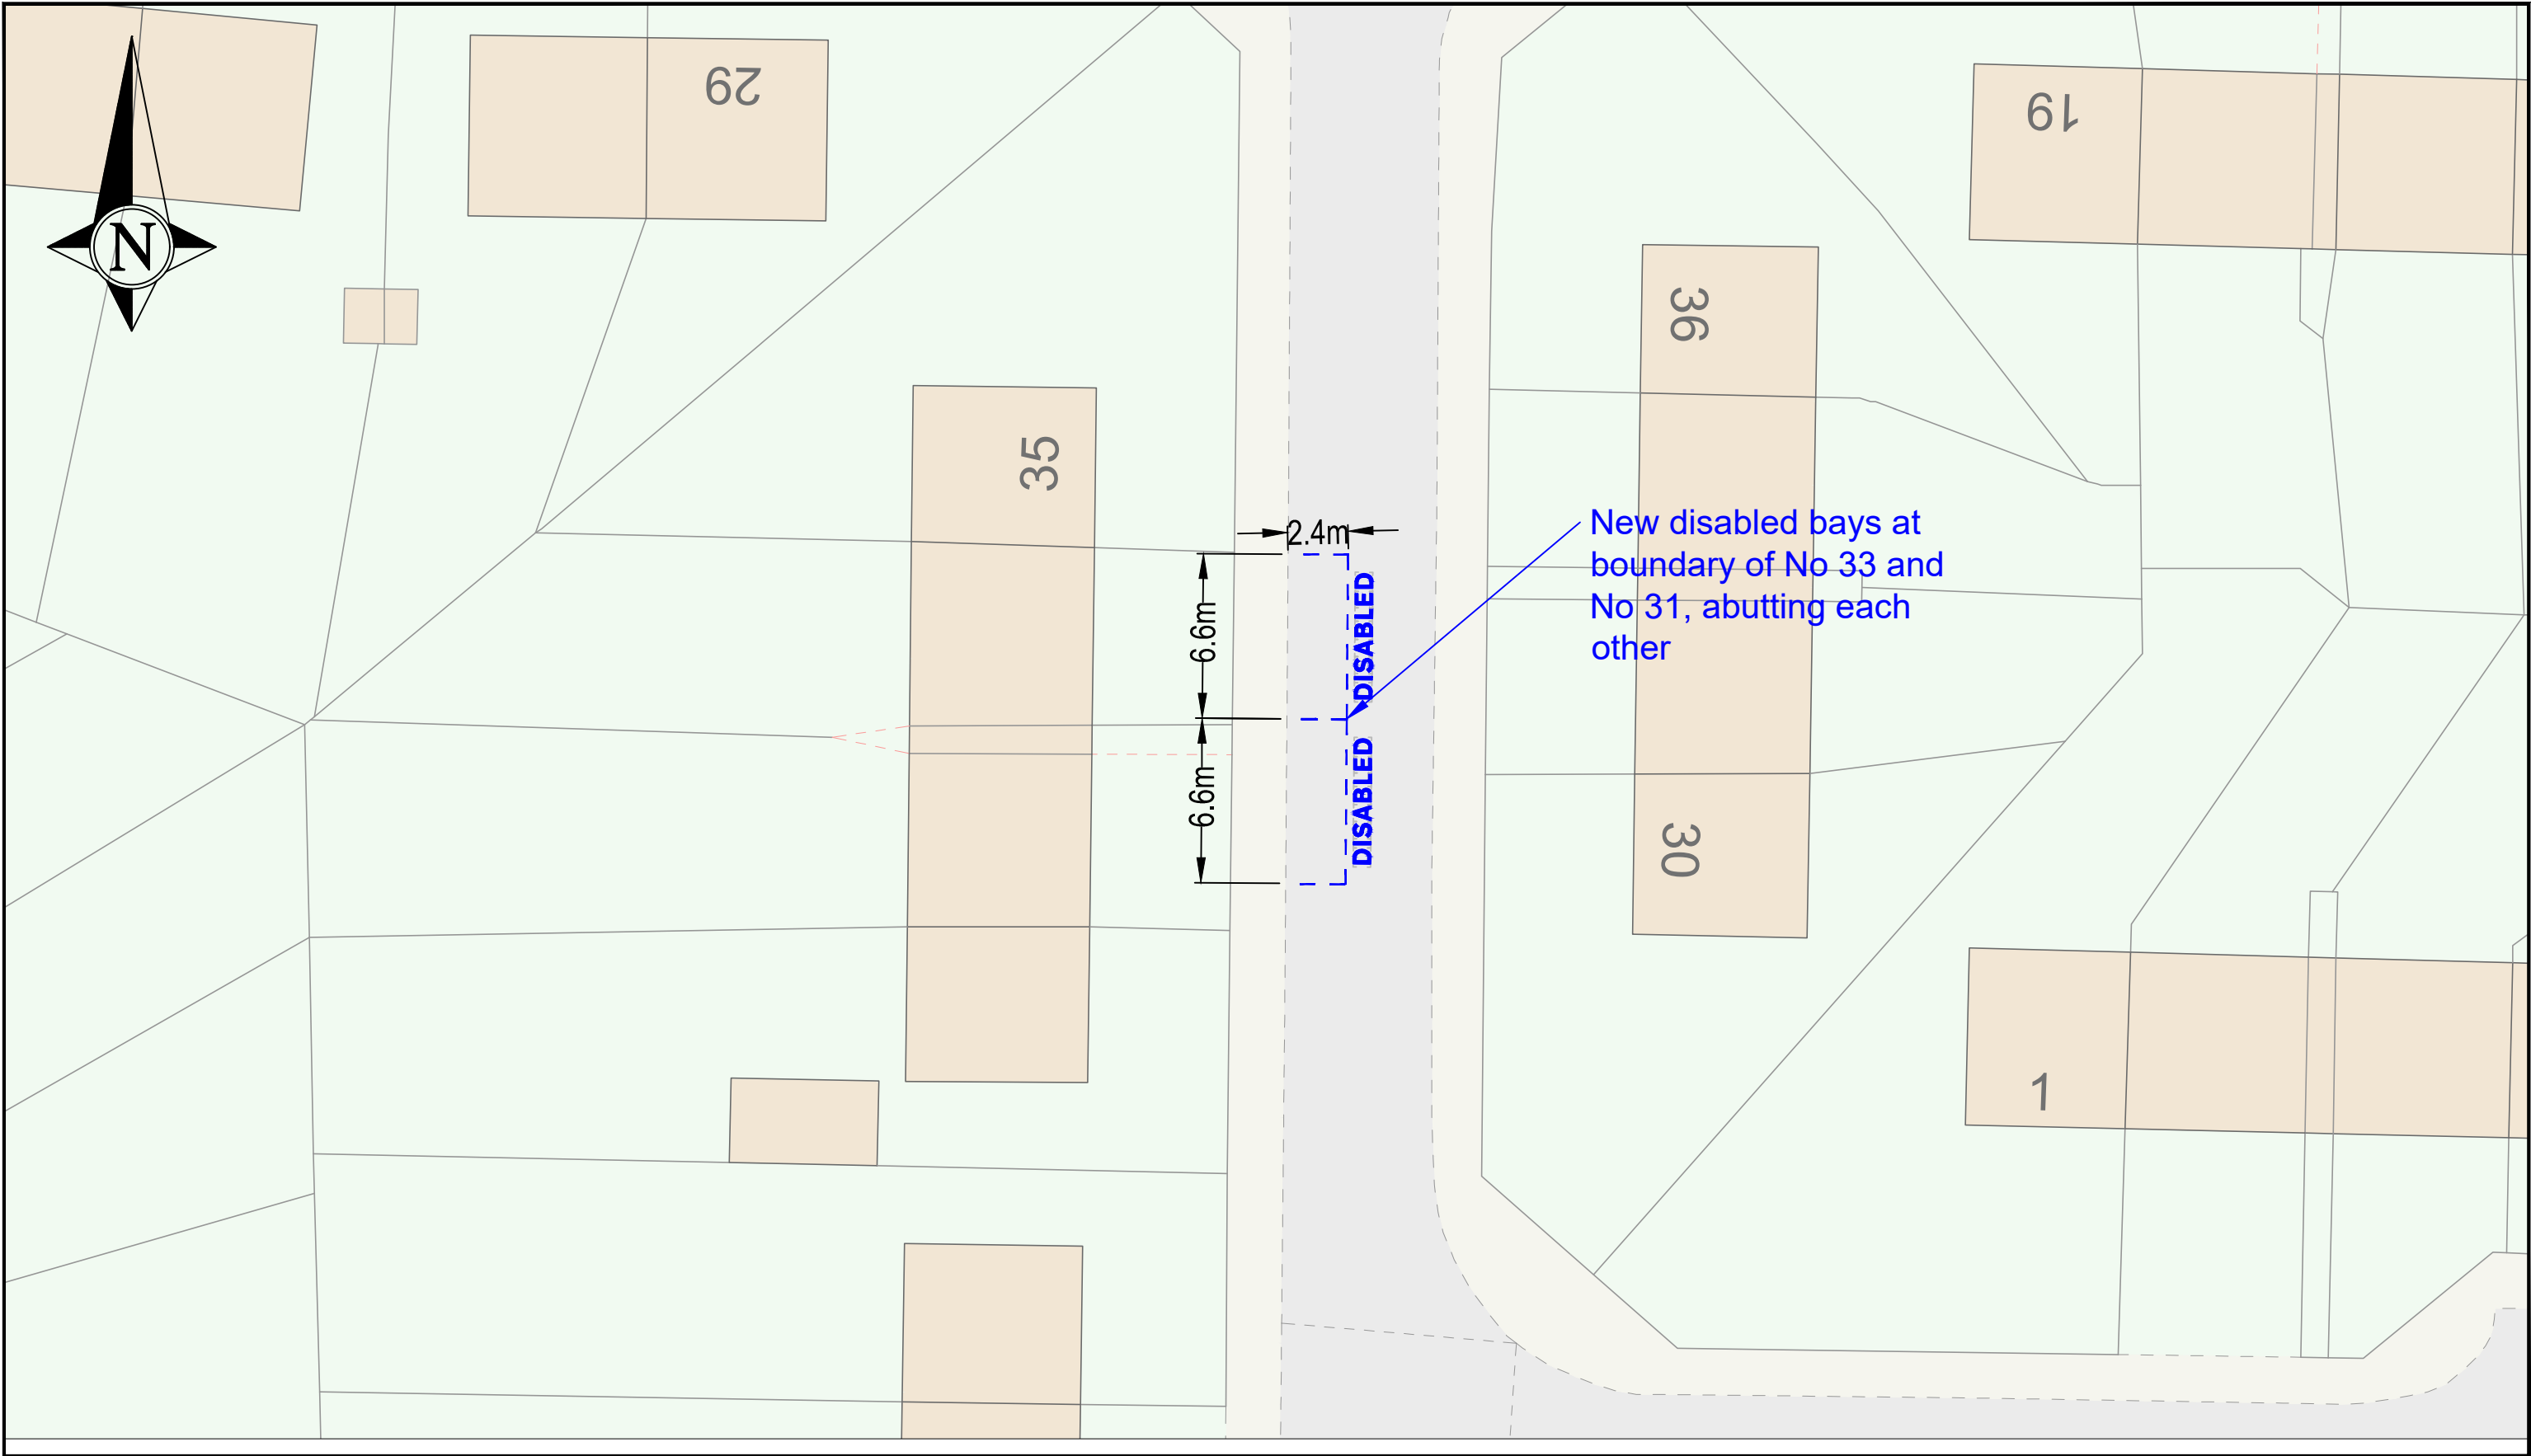 29
19
N
36
35
2.4m
New disabled bays at
boundary of No 33 and
No 31, abutting each
other
6.6m
DISABLED
6.6m
DISABLED
30
1